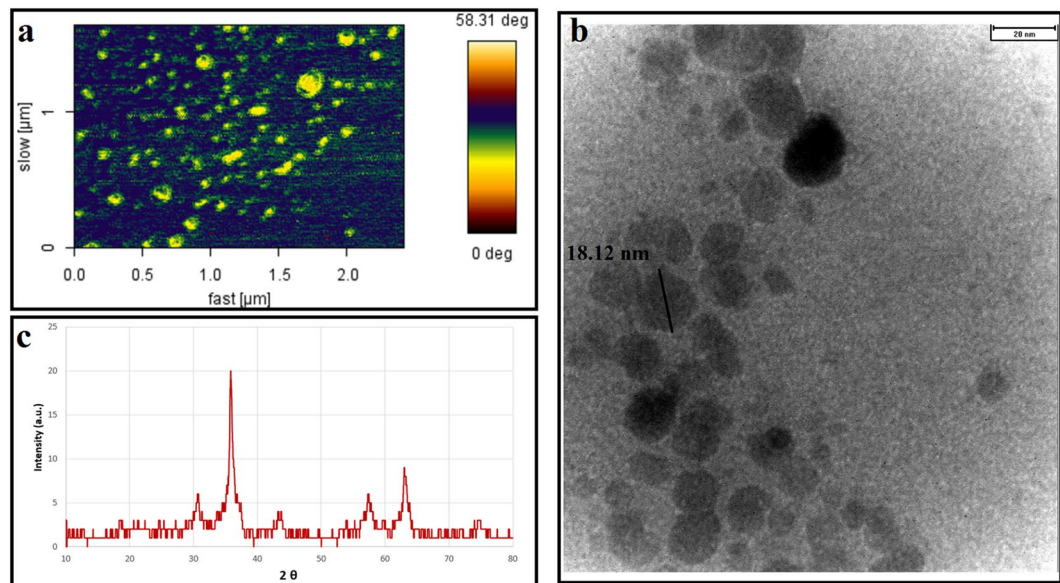 a
58.31 deg
slow [µm]
1
0
0.0 0.5 1.0 1.5 2.0
fast [µm]
0 deg
b
20 nm
18.12 nm
c
25
20
15
10
5
0
Intensity (a.u.)
10 20 30 40 50 60 70 80
2 θ